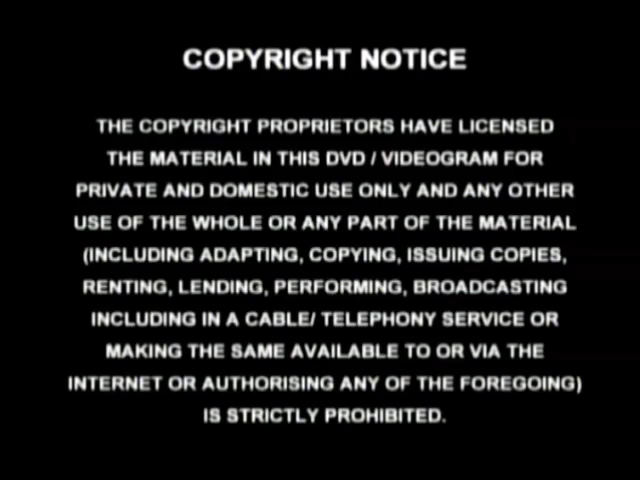 COPYRIGHT NOTICE
THE COPYRIGHT PROPRIETORS HAVE LICENSED
THE MATERIAL IN THIS DVD / VIDEOGRAM FOR
PRIVATE AND DOMESTIC USE ONLY AND ANY OTHER
USE OF THE WHOLE OR ANY PART OF THE MATERIAL
(INCLUDING ADAPTING, COPYING, ISSUING COPIES,
RENTING, LENDING, PERFORMING, BROADCASTING
INCLUDING IN A CABLE/ TELEPHONY SERVICE OR
MAKING THE SAME AVAILABLE TO OR VIA THE
INTERNET OR AUTHORISING ANY OF THE FOREGOING)
IS STRICTLY PROHIBITED.